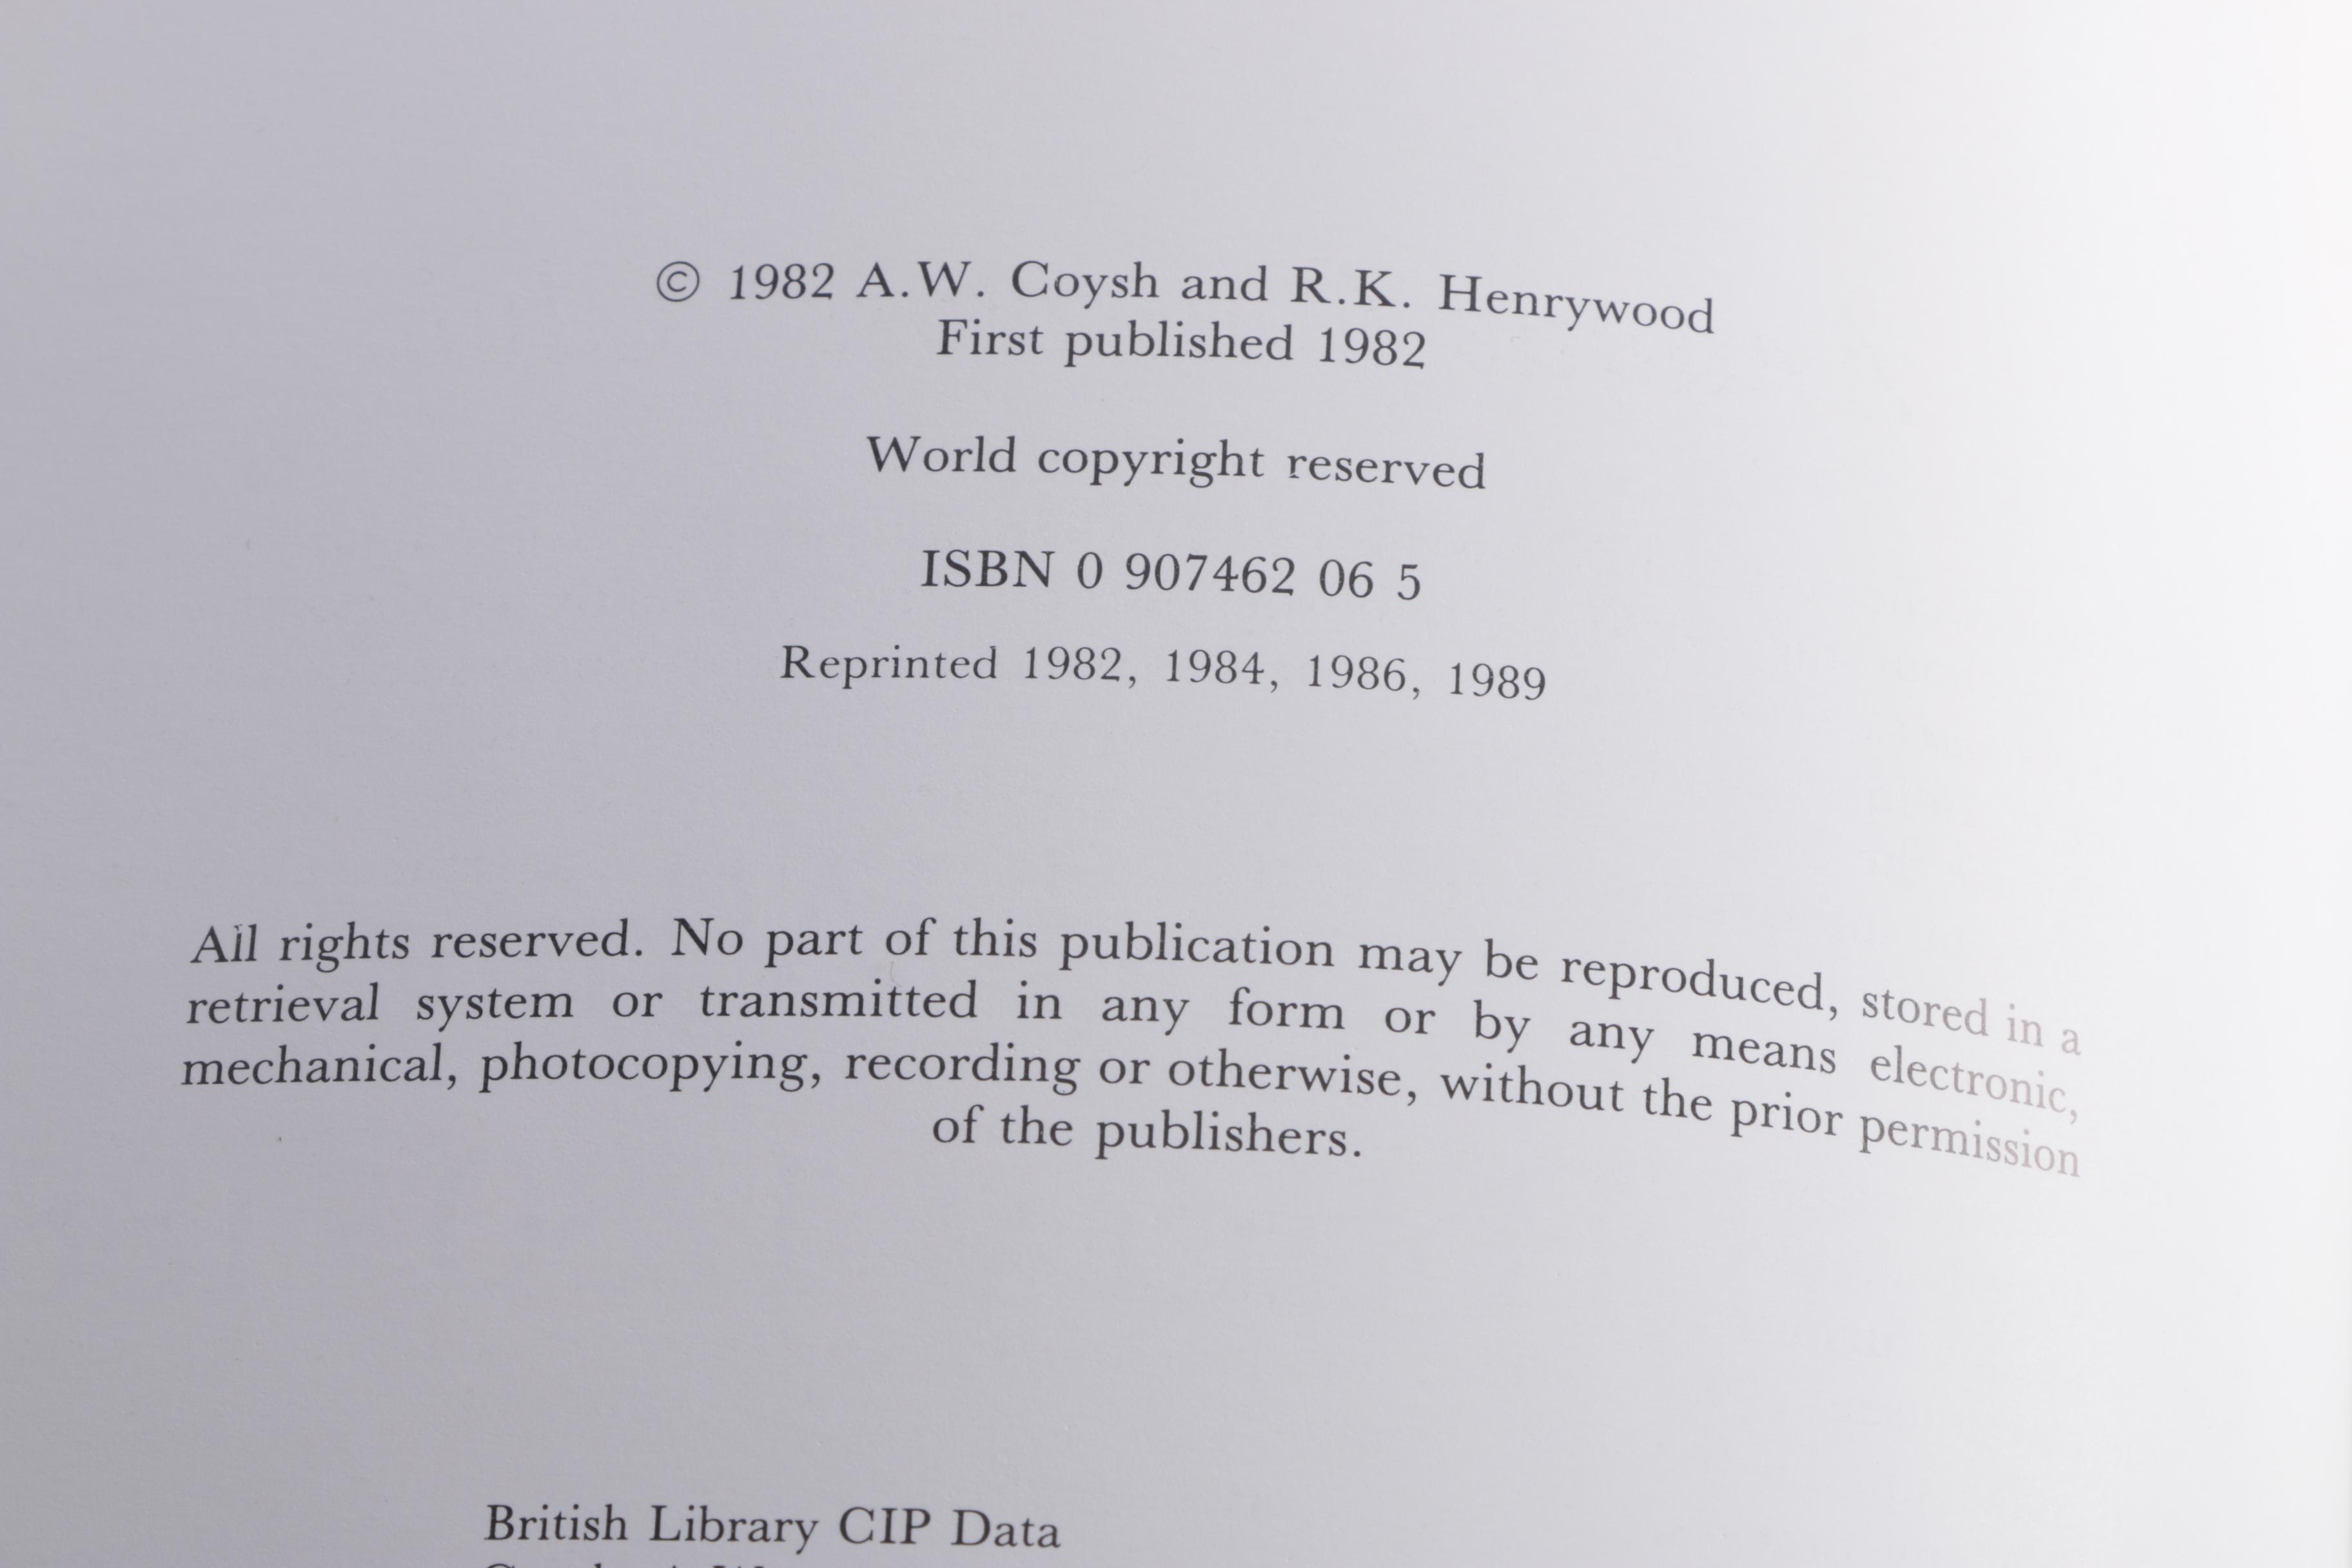 © 1982 A.W. Coysh and R.K. Henrywood
First published 1982
World copyright reserved
ISBN 0 907462 06 5
Reprinted 1982, 1984, 1986, 1989
All rights reserved. No part of this publication may be reproduced, stored in a
retrieval system or transmitted in any form or by any means electronic,
mechanical, photocopying, recording or otherwise, without the prior permission
of the publishers.
British Library CIP Data